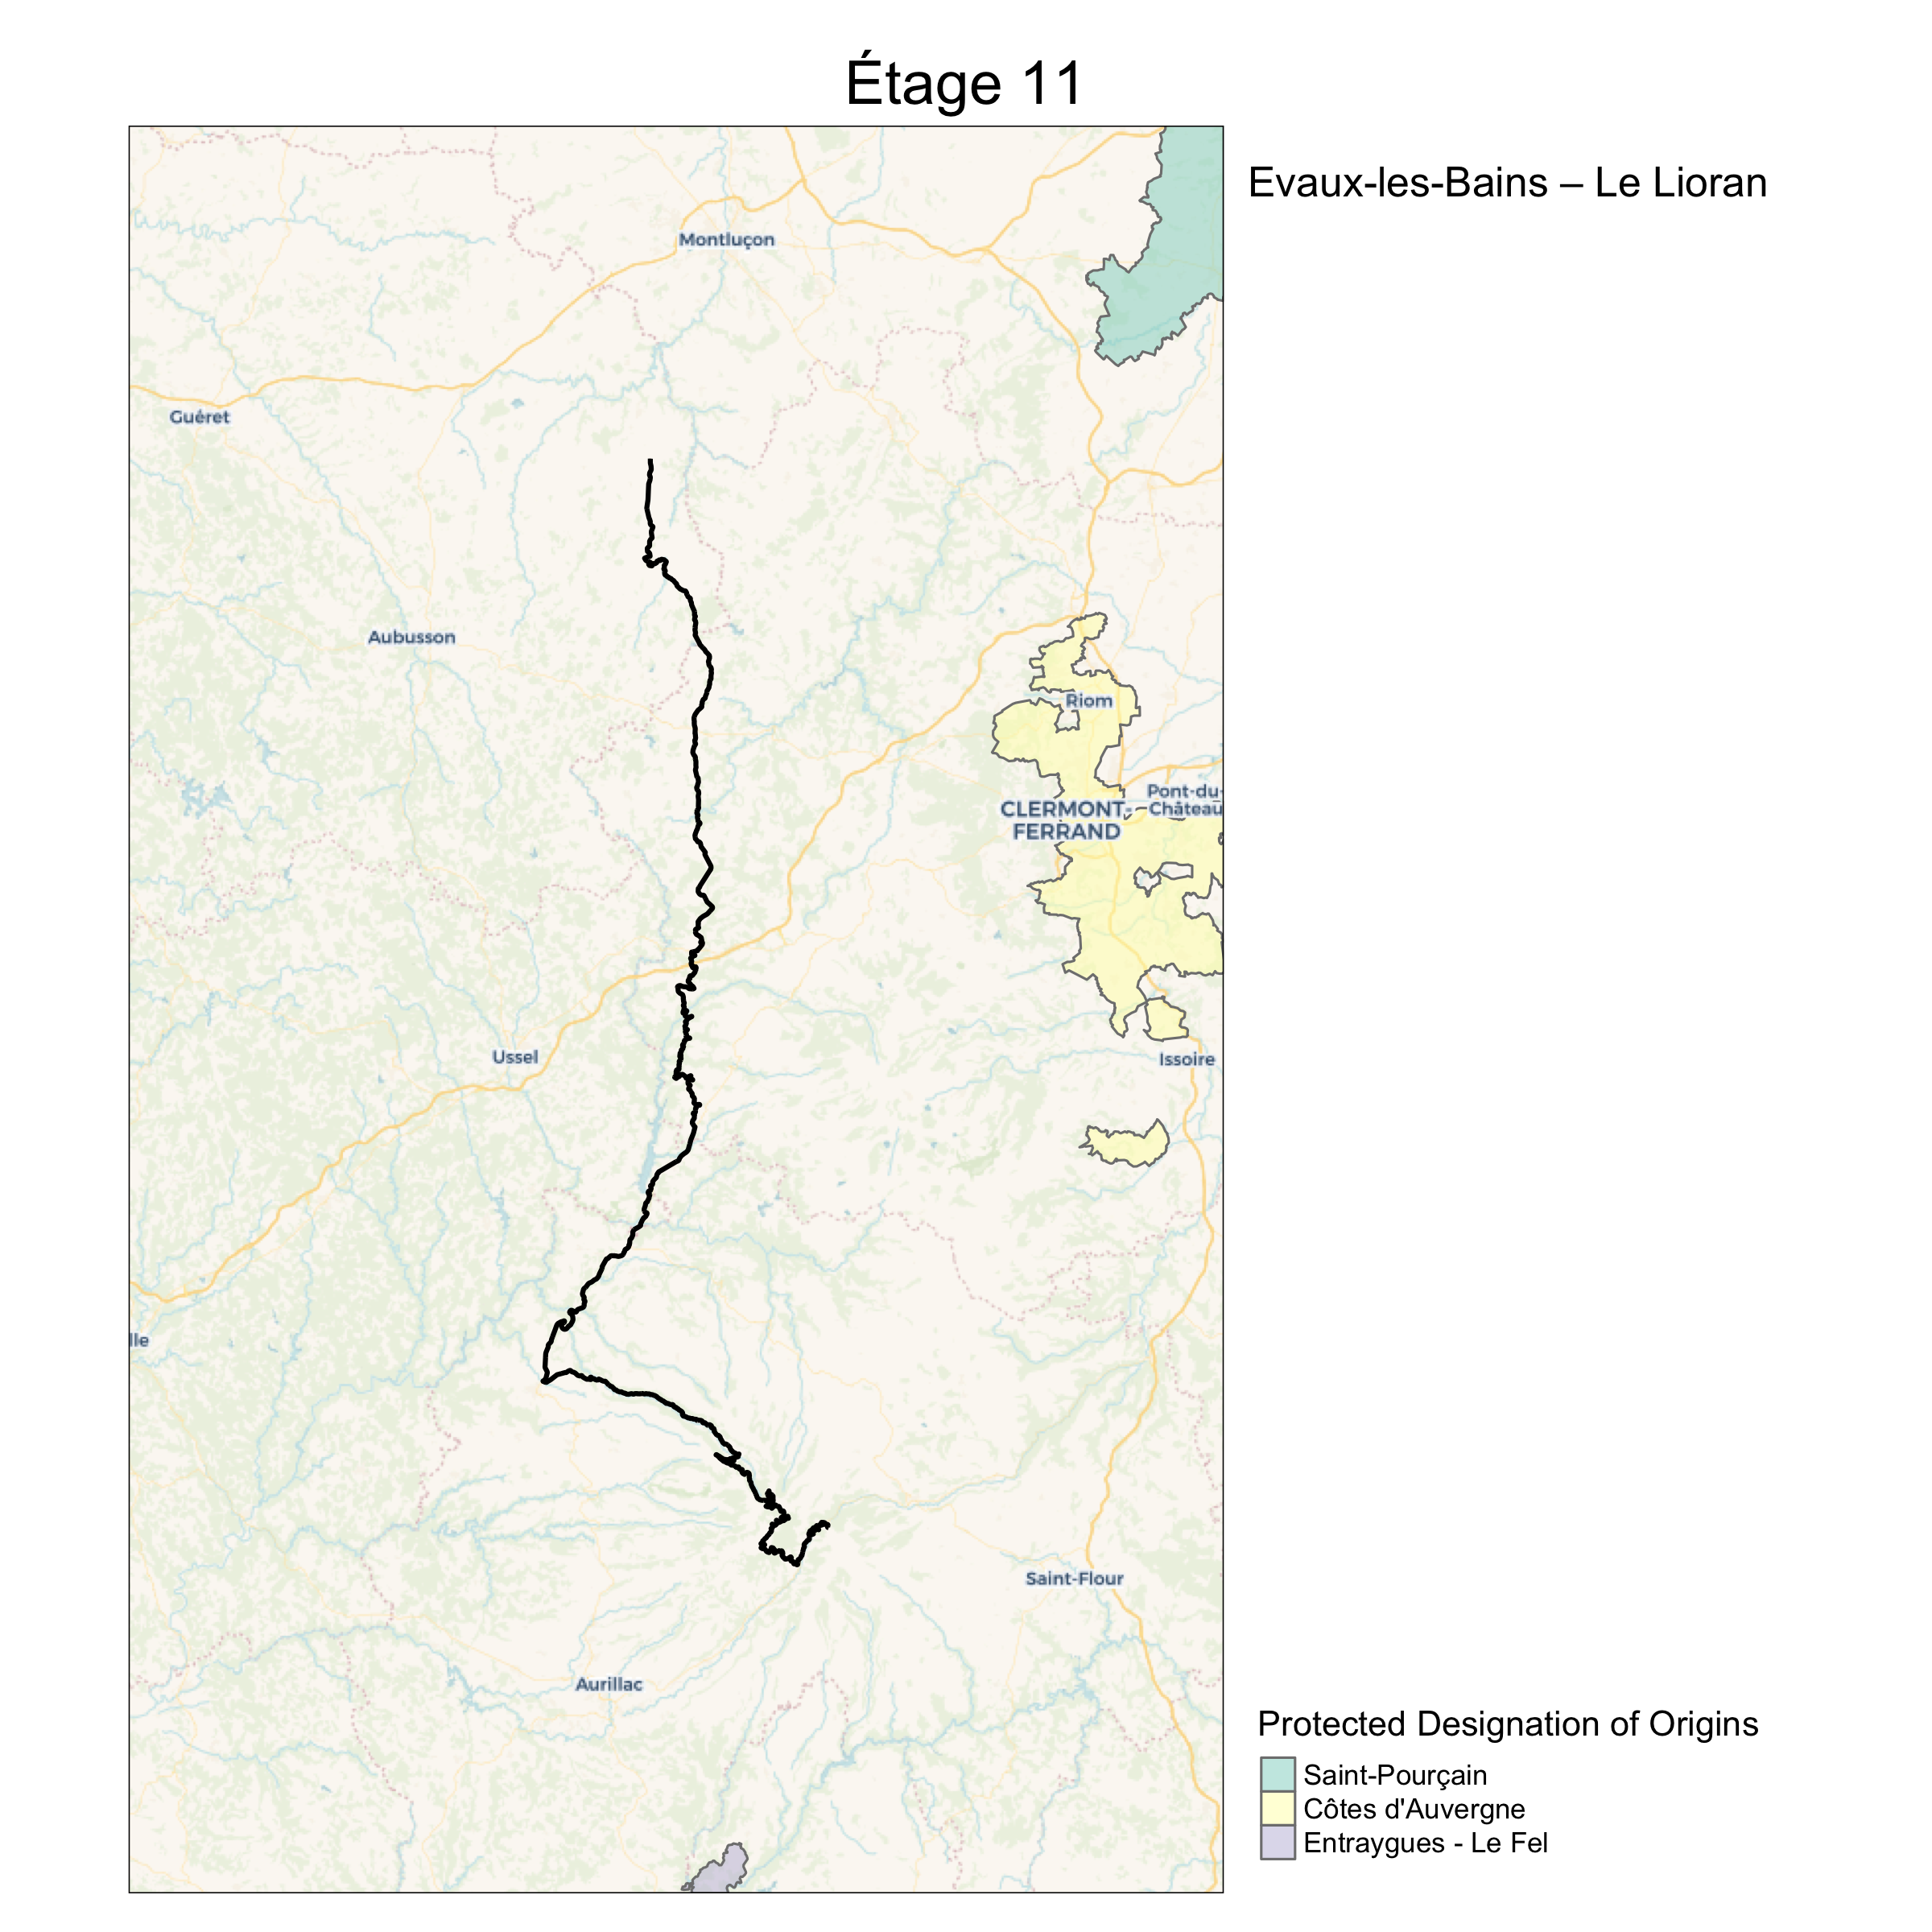 Étage 11
Evaux-les-Bains – Le Lioran
Montluçon
Guéret
Aubusson
Riom
Pont-du-
Château
CLERMONT-
FERRAND
Ussel
Issoire
lle
Saint-Flour
Aurillac
Protected Designation of Origins
Saint-Pourçain
Côtes d'Auvergne
Entraygues - Le Fel